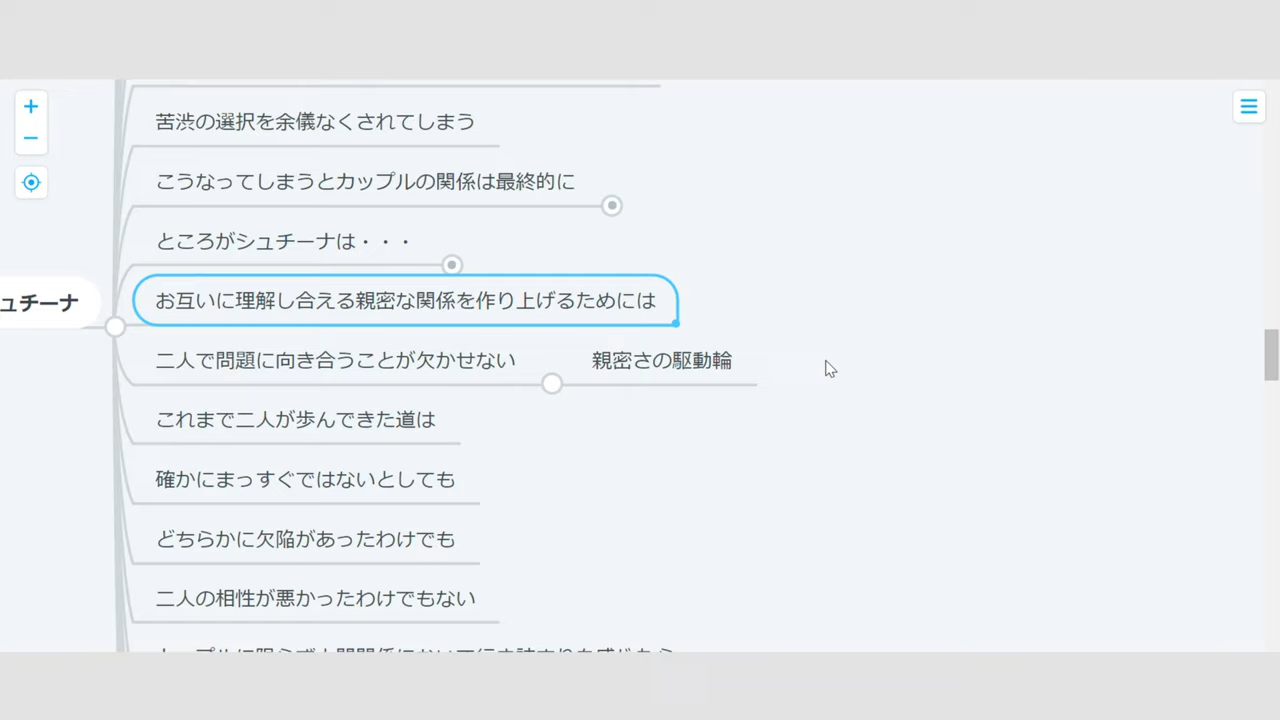 苦渋の選択を余儀なくされてしまう
こうなってしまうとカップルの関係は最終的に
ところがシュチーナは・・・
ュチーナ
お互いに理解し合える親密な関係を作り上げるためには
二人で問題に向き合うことが欠かせない 親密さの駆動輪
これまで二人が歩んできた道は
確かにまっすぐではないとしても
どちらかに欠陥があったわけでも
二人の相性が悪かったわけでもない